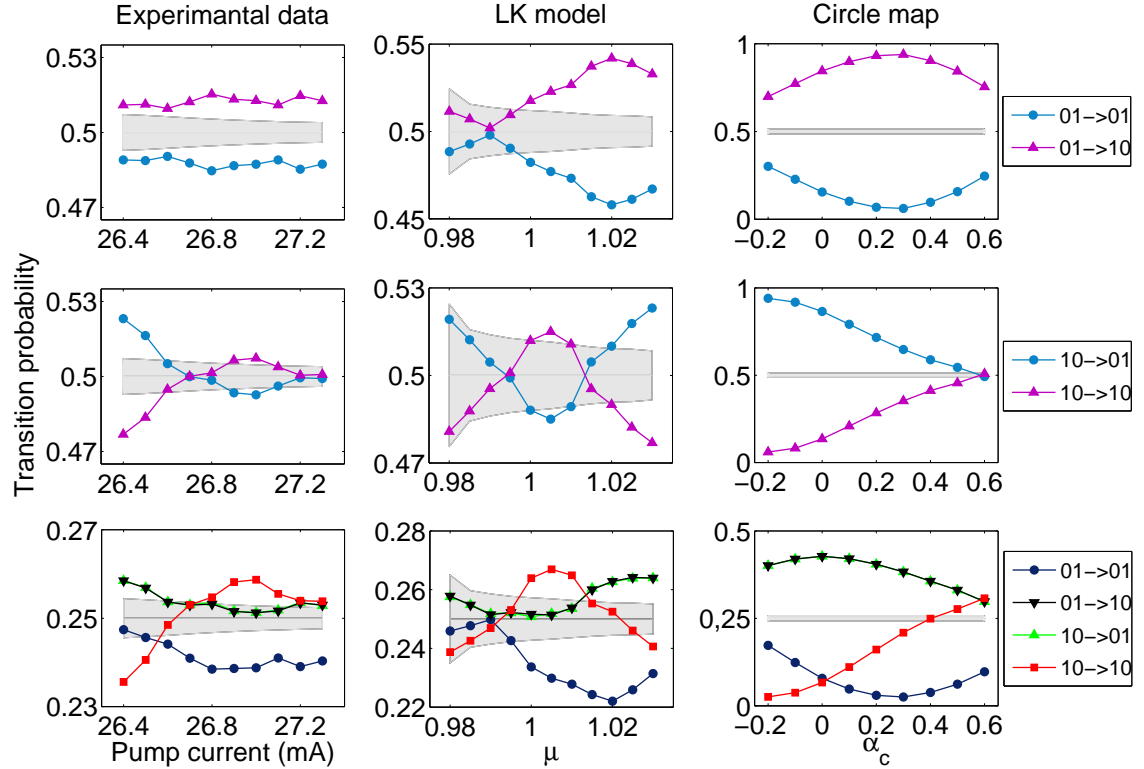 Experimantal data LK model Circle map
0.53 0.5 0.47
26.4 26.8 27.2
0.55 0.5 0.45
0.98 1 1.02
1 0.5 0
−0.2 0 0.2 0.4 0.6
01−>01
01−>10
Transition probability
0.53 0.5 0.47
26.4 26.8 27.2
0.53 0.5 0.47
0.98 1 1.02
1 0.5 0
−0.2 0 0.2 0.4 0.6
10−>01
10−>10
0.27 0.25 0.23
26.4 26.8 27.2
Pump current (mA)
0.28 0.26 0.24 0.22
0.98 1 1.02
μ
0.5 0,25 0
−0.2 0 0.2 0.4 0.6
α_c
01−>01
01−>10
10−>01
10−>10